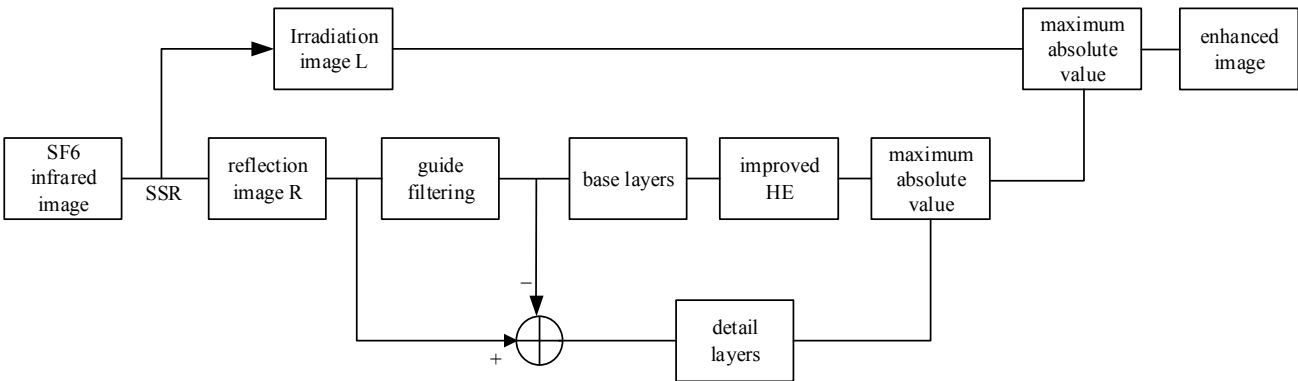 Irradiation
image L
maximum
absolute
value
enhanced
image
SF6
infrared
image
SSR
reflection
image R
guide
filtering
base layers
improved
HE
maximum
absolute
value
−
+
detail
layers